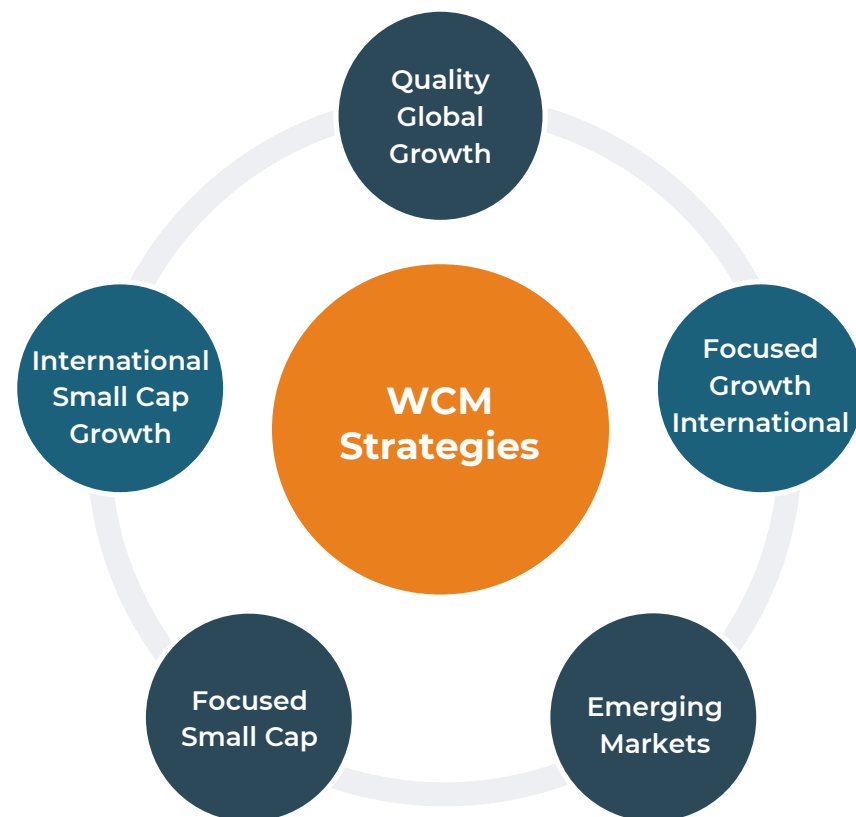 Quality
Global
Growth
International
Small Cap
Growth
WCM
Strategies
Focused
Growth
International
Focused
Small Cap
Emerging
Markets